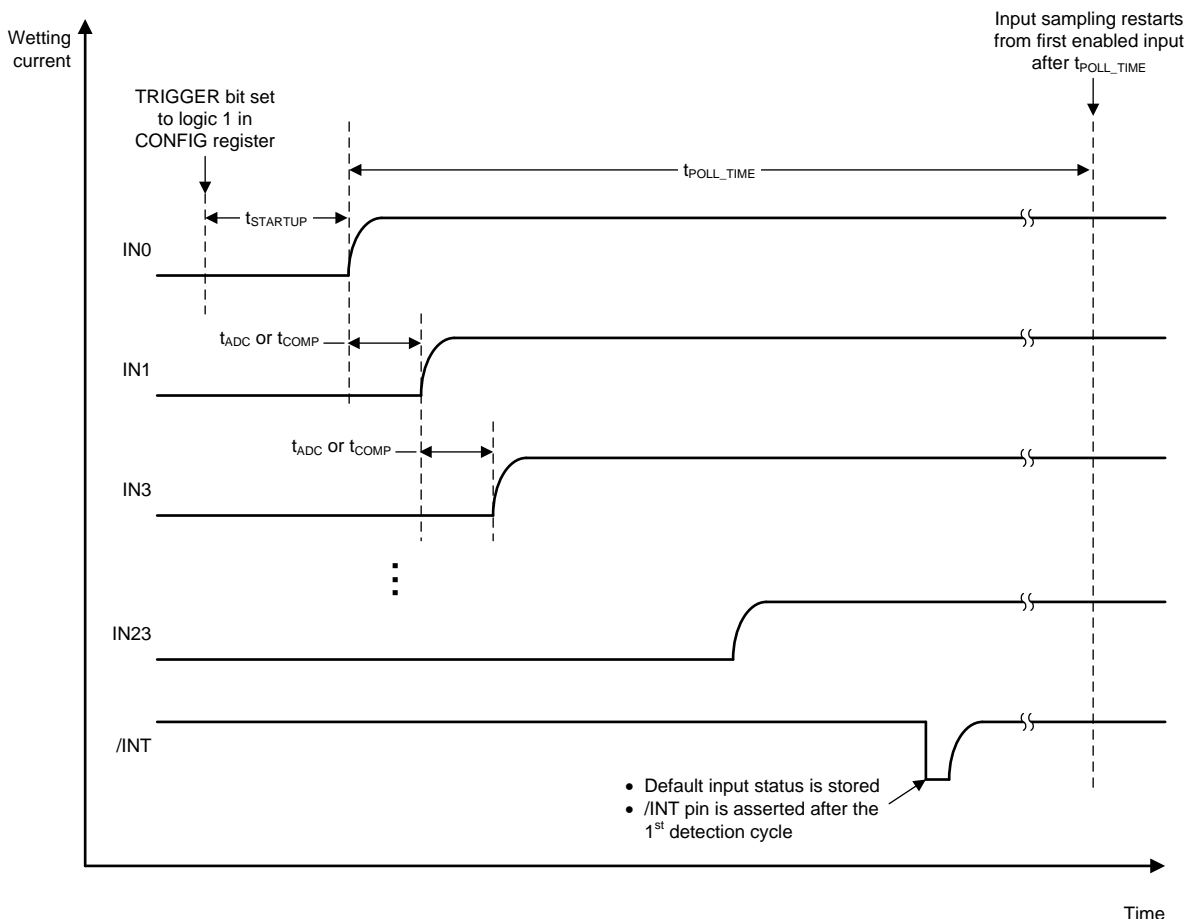 Wetting
current
Input sampling restarts
from first enabled input
after tPOLL_TIME
TRIGGER bit set
to logic 1 in
CONFIG register
tPOLL_TIME
tSTARTUP
IN0
tADC or tCOMP
IN1
tADC or tCOMP
IN3
IN23
/INT
• Default input status is stored
• /INT pin is asserted after the
1st detection cycle
Time